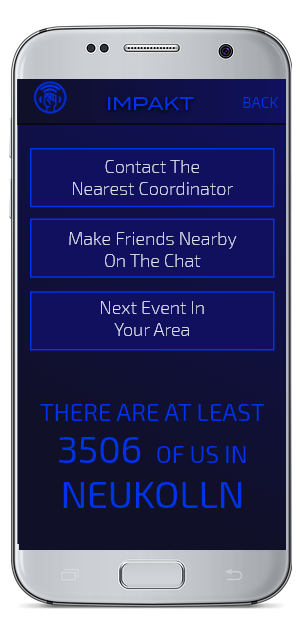 IMPAKT BACK
Contact The
Nearest Coordinator
Make Friends Nearby
On The Chat
Next Event In
Your Area
THERE ARE AT LEAST
3506 OF US IN
NEUKOLLN